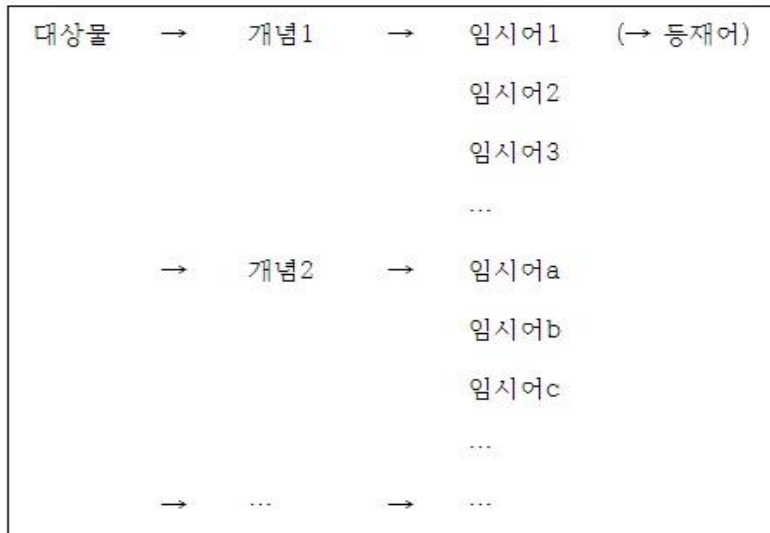 대상물 → 개념1 → 임시어1 (→ 등재어)
임시어2
임시어3
…
→ 개념2 → 임시어a
임시어b
임시어c
…
→ … → …